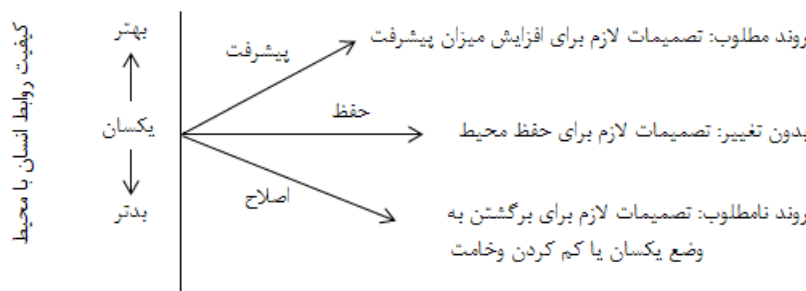 کیفیت روابط انسان با محیط
بهتر
یکسان
بدتر
پیشرفت
حفظ
اصلاح
روند مطلوب: تصمیمات لازم برای افزایش میزان پیشرفت
بدون تغییر: تصمیمات لازم برای حفظ محیط
روند نامطلوب: تصمیمات لازم برای برگشتن به
وضع یکسان یا کم کردن وخامت